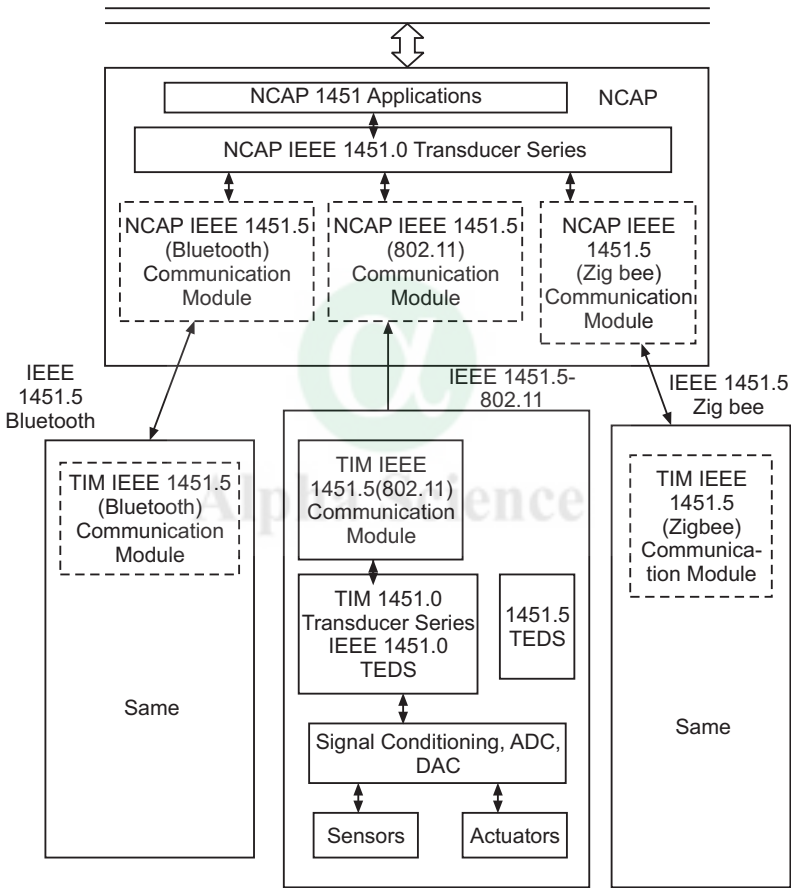 NCAP 1451 Applications
NCAP
NCAP IEEE 1451.0 Transducer Series
NCAP IEEE 1451.5
(Bluetooth)
Communication
Module
NCAP IEEE 1451.5
(802.11)
Communication
Module
NCAP IEEE
1451.5
(Zig bee)
Communication
Module
IEEE
1451.5
Bluetooth
IEEE 1451.5-
802.11
IEEE 1451.5
Zig bee
TIM IEEE 1451.5
(Bluetooth)
Communication
Module
Same
TIM IEEE
1451.5(802.11)
Communication
Module
TIM 1451.0
Transducer Series
IEEE 1451.0
TEDS
1451.5
TEDS
Signal Conditioning, ADC,
DAC
Sensors
Actuators
TIM IEEE
1451.5
(Zigbee)
Communica-
tion Module
Same
α
Alpha Science